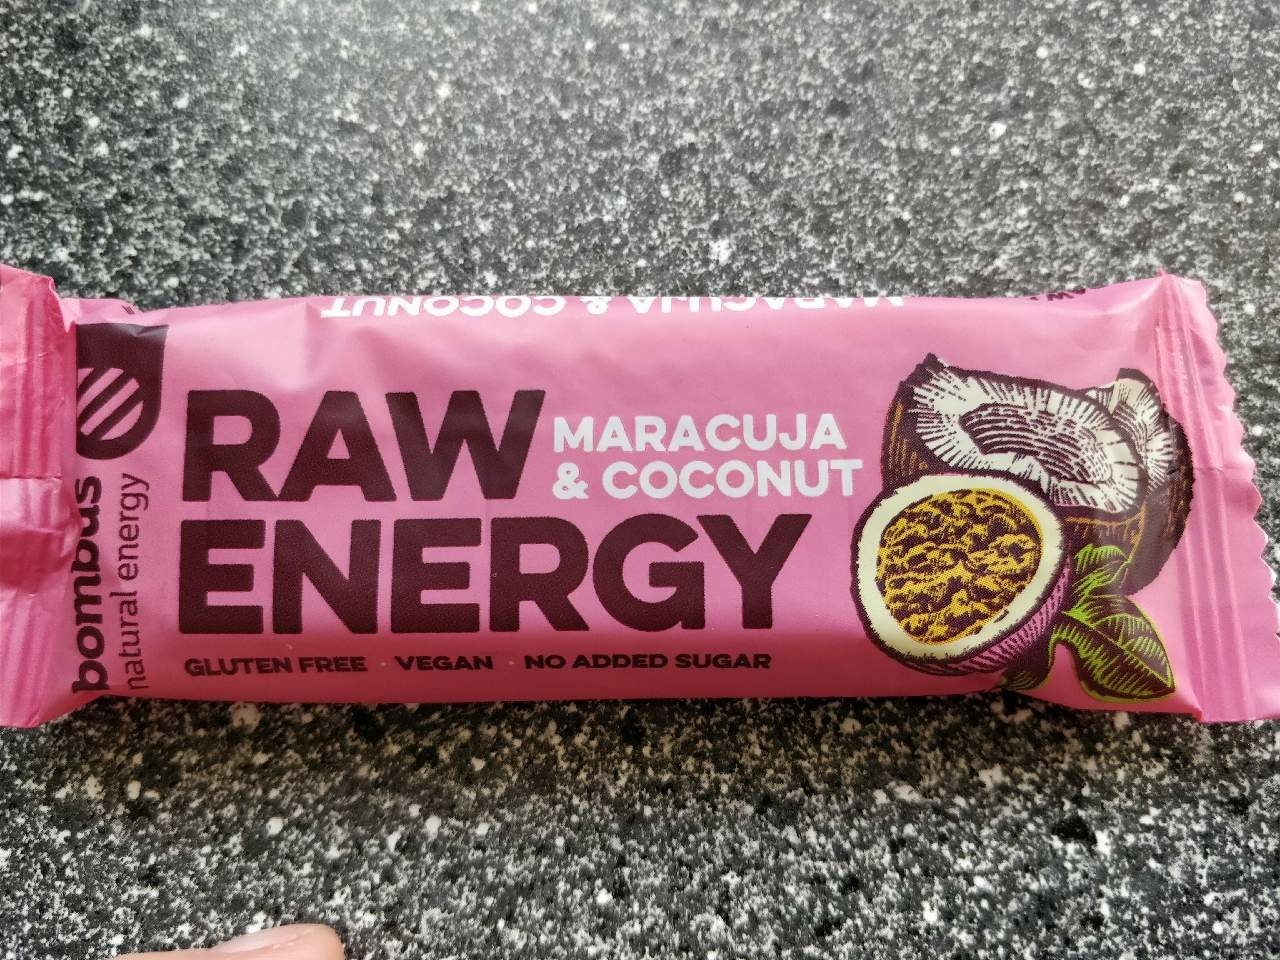 MARACUJA & COCONUT
bombus
natural energy
RAW
ENERGY
MARACUJA
& COCONUT
GLUTEN FREE · VEGAN · NO ADDED SUGAR